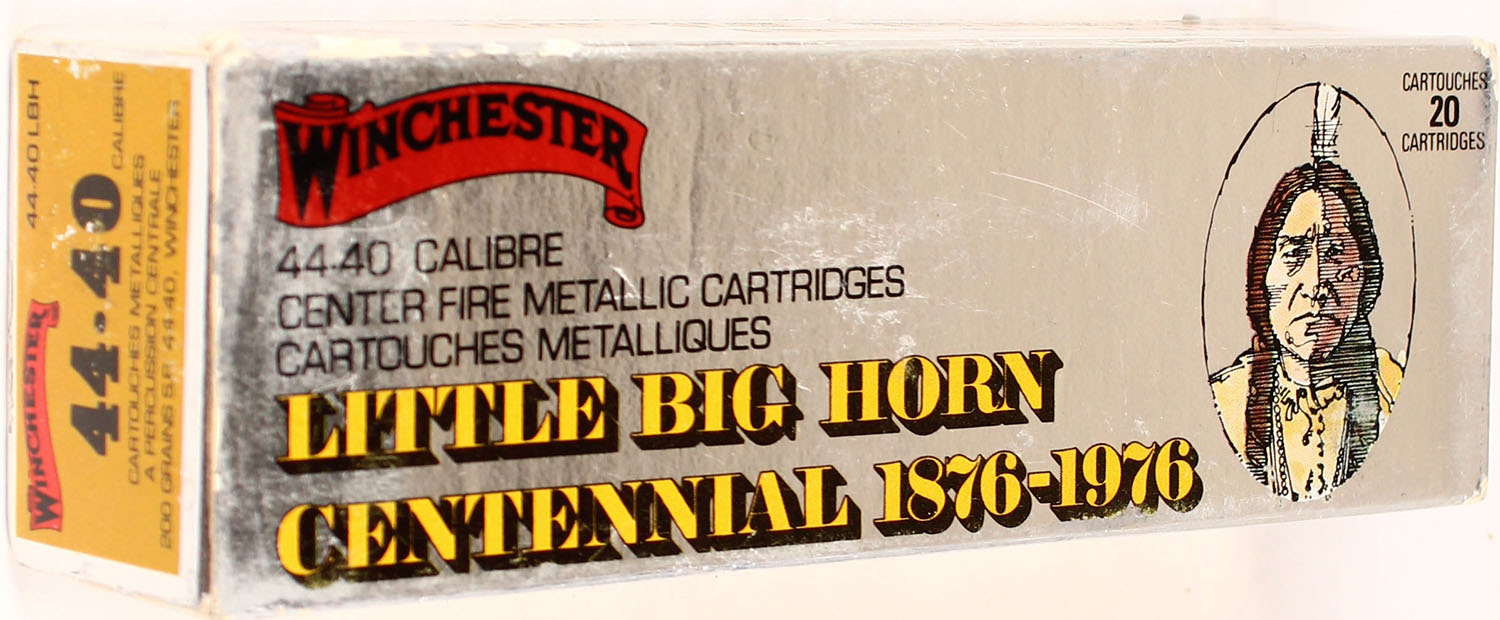 WINCHESTER
44-40 CALIBRE
CENTER FIRE METALLIC CARTRIDGES
CARTOUCHES METALLIQUES
LITTLE BIG HORN
CENTENNIAL 1876-1976
CARTOUCHES
20
CARTRIDGES
44-40 LBH
WINCHESTER
44-40 CALIBRE
CARTOUCHES METALLIQUES
A PERCUSSION CENTRALE
200 GRAINS S.P. 44-40, WINCHESTER